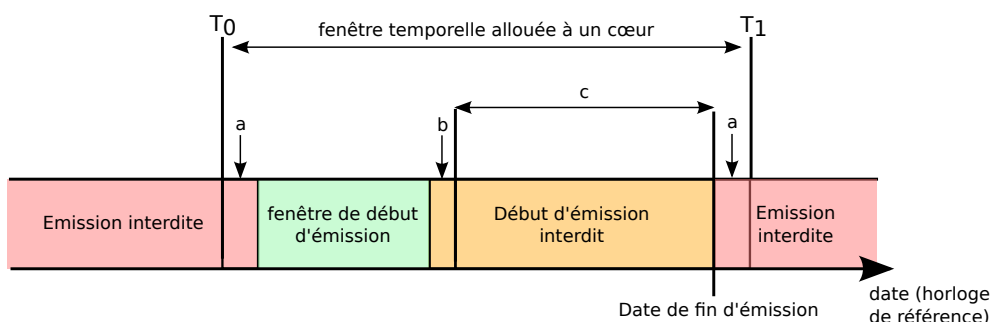 T0
fenêtre temporelle allouée à un cœur
T1
c
a
b
a
Emission interdite
fenêtre de début
d'émission
Début d'émission
interdit
Emission
interdite
Date de fin d'émission
date (horloge
de référence)